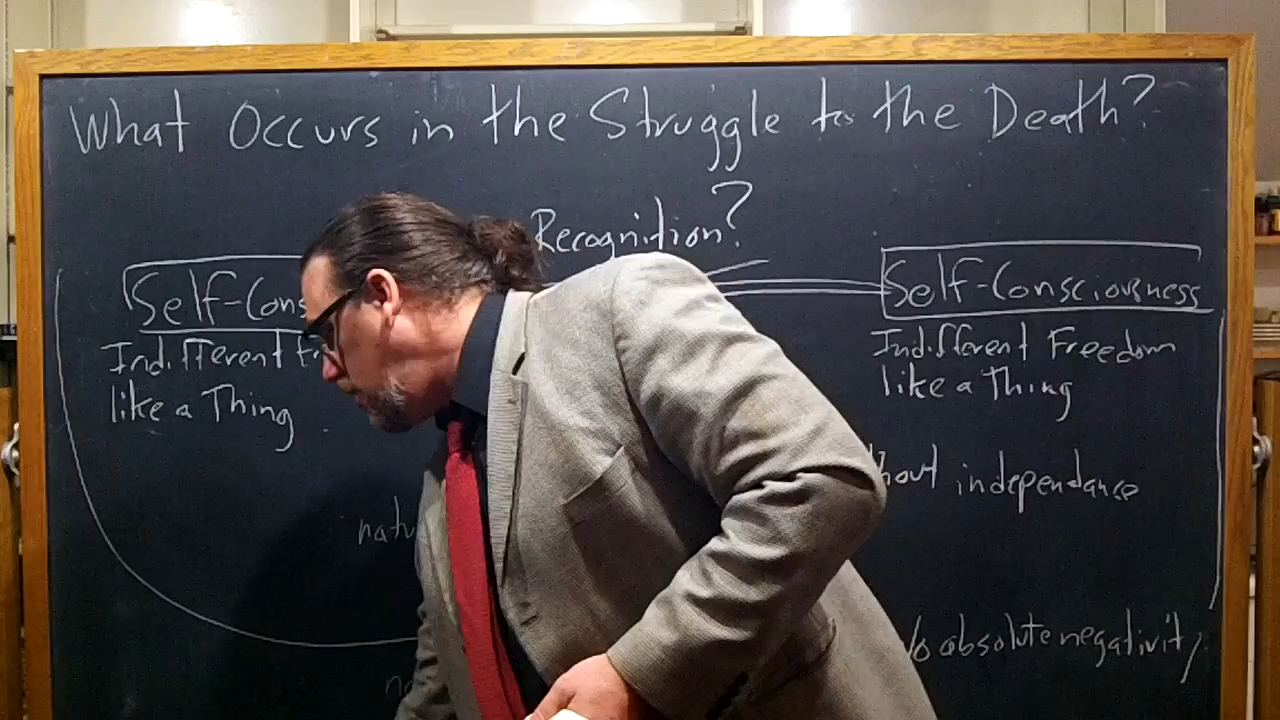 What Occurs in the Struggle to the Death?
Recognition?
Self-Cons
Self-Consciousness
Indifferent F
like a Thing
Indifferent Freedom
like a Thing
hout independance
natu
absolute negativity